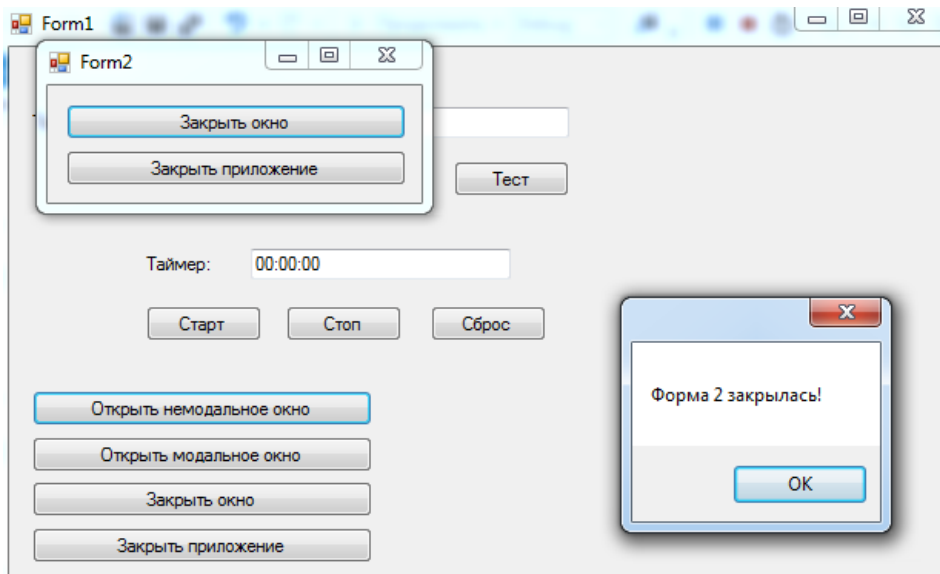 Form1
Form2
Закрыть окно
Закрыть приложение
Тест
Таймер: 00:00:00
Старт Стоп Сброс
Форма 2 закрылась!
OK
Открыть немодальное окно
Открыть модальное окно
Закрыть окно
Закрыть приложение